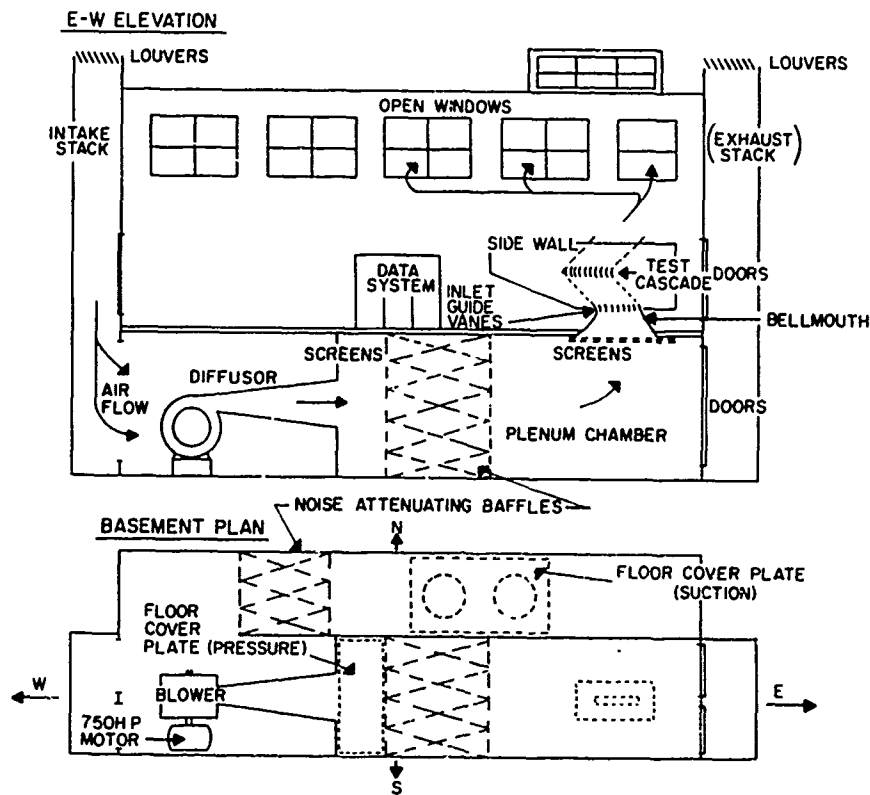 E-W ELEVATION
LOUVERS
LOUVERS
OPEN WINDOWS
INTAKE
STACK
(EXHAUST
STACK)
SIDE WALL
DATA
SYSTEM
TEST
CASCADE
DOORS
INLET
GUIDE
VANES
BELLMOUTH
SCREENS
SCREENS
DIFFUSOR
AIR
FLOW
DOORS
PLENUM CHAMBER
NOISE ATTENUATING BAFFLES
BASEMENT PLAN
N
FLOOR COVER PLATE
(SUCTION)
FLOOR
COVER
PLATE (PRESSURE)
W
I
BLOWER
E
750HP
MOTOR
S